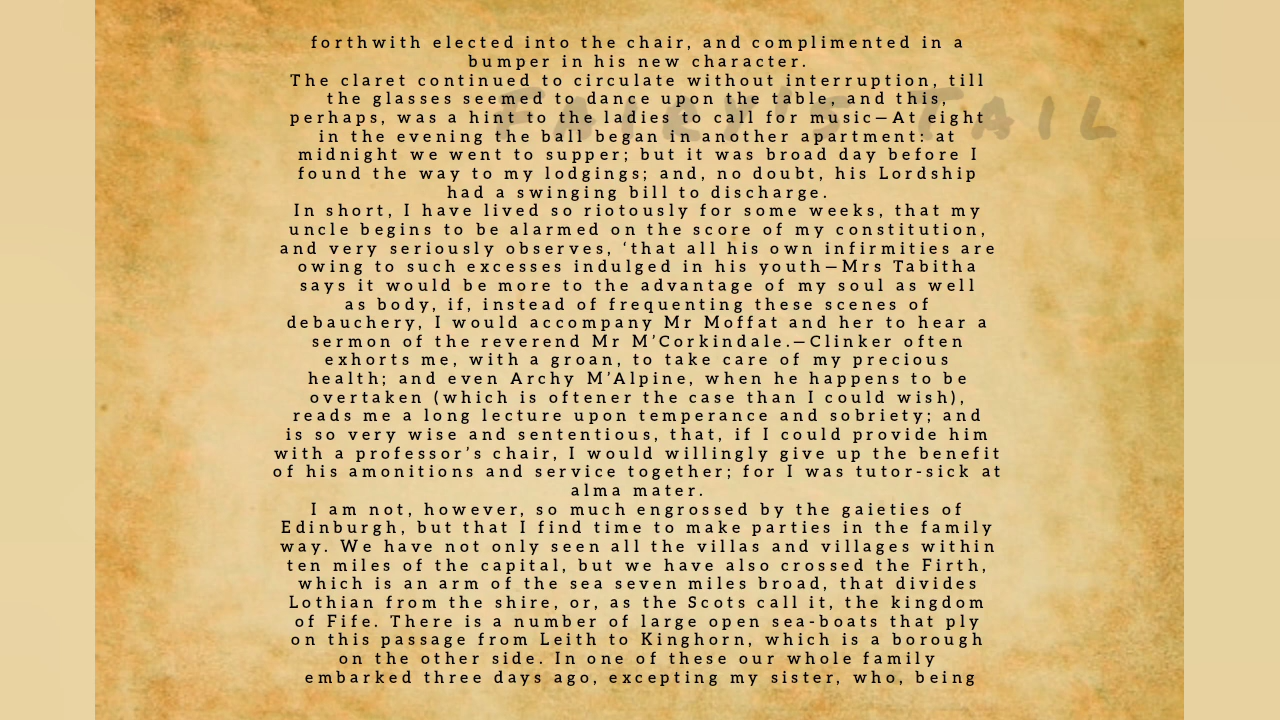 forthwith elected into the chair, and complimented in a
bumper in his new character.
The claret continued to circulate without interruption, till
the glasses seemed to dance upon the table, and this,
perhaps, was a hint to the ladies to call for music—At eight
in the evening the ball began in another apartment: at
midnight we went to supper; but it was broad day before I
found the way to my lodgings; and, no doubt, his Lordship
had a swinging bill to discharge.
In short, I have lived so riotously for some weeks, that my
uncle begins to be alarmed on the score of my constitution,
and very seriously observes, ‘that all his own infirmities are
owing to such excesses indulged in his youth—Mrs Tabitha
says it would be more to the advantage of my soul as well
as body, if, instead of frequenting these scenes of
debauchery, I would accompany Mr Moffat and her to hear a
sermon of the reverend Mr M’Corkindale.—Clinker often
exhorts me, with a groan, to take care of my precious
health; and even Archy M’Alpine, when he happens to be
overtaken (which is oftener the case than I could wish),
reads me a long lecture upon temperance and sobriety; and
is so very wise and sententious, that, if I could provide him
with a professor’s chair, I would willingly give up the benefit
of his amonitions and service together; for I was tutor-sick at
alma mater.
I am not, however, so much engrossed by the gaieties of
Edinburgh, but that I find time to make parties in the family
way. We have not only seen all the villas and villages within
ten miles of the capital, but we have also crossed the Firth,
which is an arm of the sea seven miles broad, that divides
Lothian from the shire, or, as the Scots call it, the kingdom
of Fife. There is a number of large open sea-boats that ply
on this passage from Leith to Kinghorn, which is a borough
on the other side. In one of these our whole family
embarked three days ago, excepting my sister, who, being
TAIL